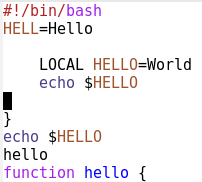 #!/bin/bash
HELL=Hello
LOCAL HELLO=World
echo $HELLO
}
echo $HELLO
hello
function hello {